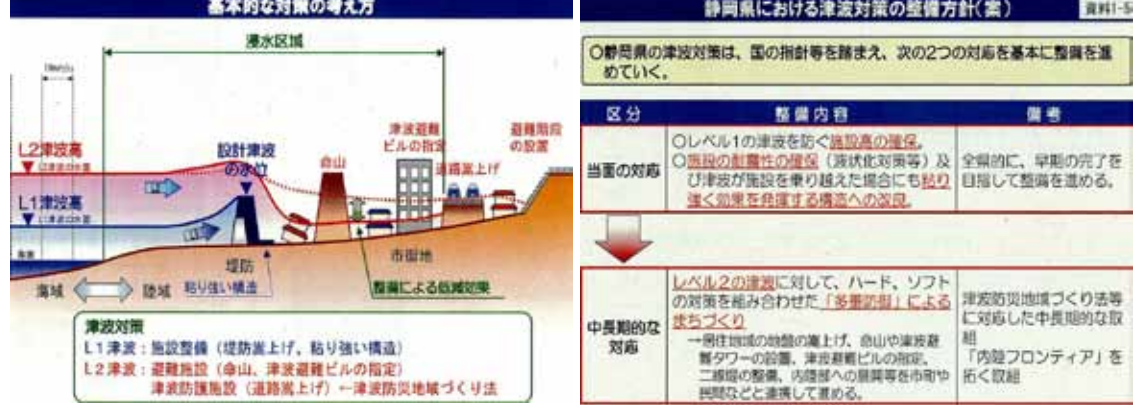 基本的な対策の考え方
浸水区域
L2津波高
設計津波
の水位
命山
津波避難
ビルの指定
道路嵩上げ
避難階段
の設置
L1津波高
堤防
市街地
海域
陸域
粘り強い構造
整備による低減効果
津波対策
L1津波：施設整備（堤防嵩上げ、粘り強い構造）
L2津波：避難施設（命山、津波避難ビルの指定）
津波防護施設（道路嵩上げ）←津波防災地域づくり法
静岡県における津波対策の整備方針(案)
資料1-5
○静岡県の津波対策は、国の指針等を踏まえ、次の2つの対応を基本に整備を進
めていく。
区分
整備内容
備考
当面の対応
○レベル1の津波を防ぐ施設高の確保。
○施設の耐震性の確保（液状化対策等）及
び津波が施設を乗り越えた場合にも粘り
強く効果を発揮する構造への改良。
全県的に、早期の完了を
目指して整備を進める。
中長期的な
対応
レベル2の津波に対して、ハード、ソフト
の対策を組み合わせた「多重防御」による
まちづくり
→居住地域の地盤の嵩上げ、命山や津波避
難タワーの設置、津波避難ビルの指定、
二線堤の整備、内陸部への展開等を市町や
民間などと連携して進める。
津波防災地域づくり法等
に対応した中長期的な取
組
「内陸フロンティア」を
拓く取組